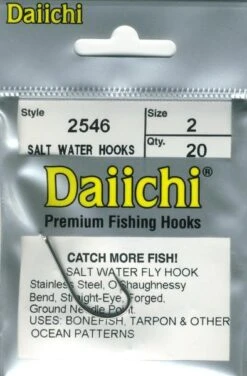 Daiichi
Style
2546
Size
2
SALT WATER HOOKS
Qty.
20
Daiichi®
Premium Fishing Hooks
CATCH MORE FISH!
SALT WATER FLY HOOK
Stainless Steel, O'Shaughnessy
Bend, Straight-Eye, Forged,
Ground Needle Point.
USES: BONEFISH, TARPON & OTHER
OCEAN PATTERNS